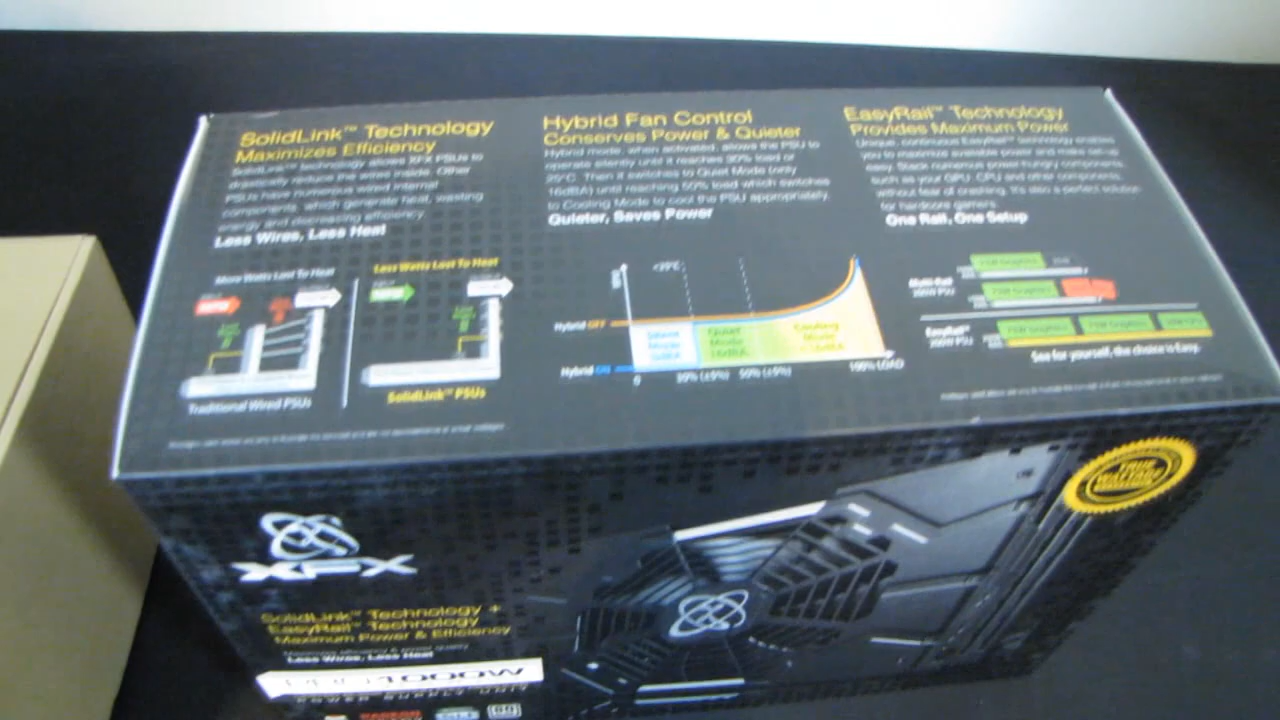 SolidLink™ Technology
Maximizes Efficiency
SolidLink™ technology allows XFX PSUs to
drastically reduce the wires inside. Other
PSUs have numerous wired internal
components, which generate heat, wasting
energy and decreasing efficiency.
Less Wires, Less Heat
More Watts Lost To Heat
Less Watts Lost To Heat
Traditional Wired PSUs
SolidLink™ PSUs
Hybrid Fan Control
Conserves Power & Quieter
Hybrid mode, when activated, allows the PSU to
operate silently until it reaches 30% load or
25°C. Then it switches to Quiet Mode (only
16dBA) until reaching 50% load which switches
to Cooling Mode to cool the PSU appropriately.
Quieter, Saves Power
<25°C
Hybrid OFF
Silent Mode
Quiet Mode
Cooling Mode
Hybrid ON
0
30% (±5%)
50% (±5%)
100% LOAD
EasyRail™ Technology
Provides Maximum Power
Unique, continuous EasyRail™ technology enables
you to maximize available power and make set-up
easy. Stack numerous power hungry components,
such as your GPU, CPU and other components,
without fear of crashing. It's also a perfect solution
for hardcore gamers.
One Rail, One Setup
Multi-Rail
EasyRail™
See for yourself, the choice is Easy.
XFX
SolidLink™ Technology +
EasyRail™ Technology
Maximum Power & Efficiency
Less Wires, Less Heat
1000W
POWER SUPPLY UNIT